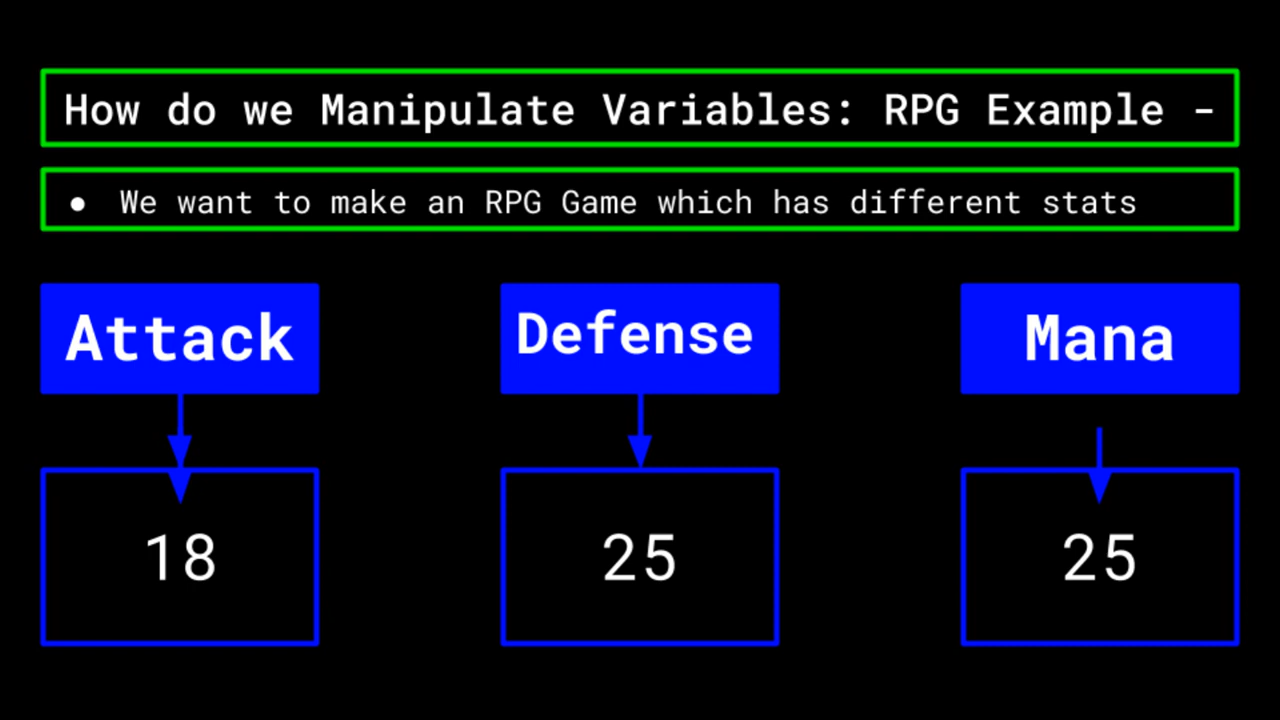 How do we Manipulate Variables: RPG Example -
● We want to make an RPG Game which has different stats
Attack Defense Mana
18 25 25